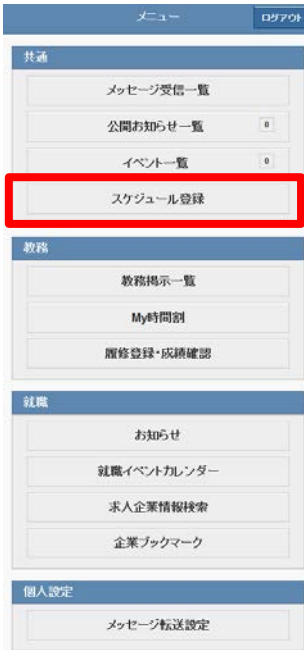 メニュー
ログアウト
共通
メッセージ受信一覧
公開お知らせ一覧
0
イベント一覧
0
スケジュール登録
教務
教務掲示一覧
My時間割
履修登録・成績確認
就職
お知らせ
就職イベントカレンダー
求人企業情報検索
企業ブックマーク
個人設定
メッセージ転送設定